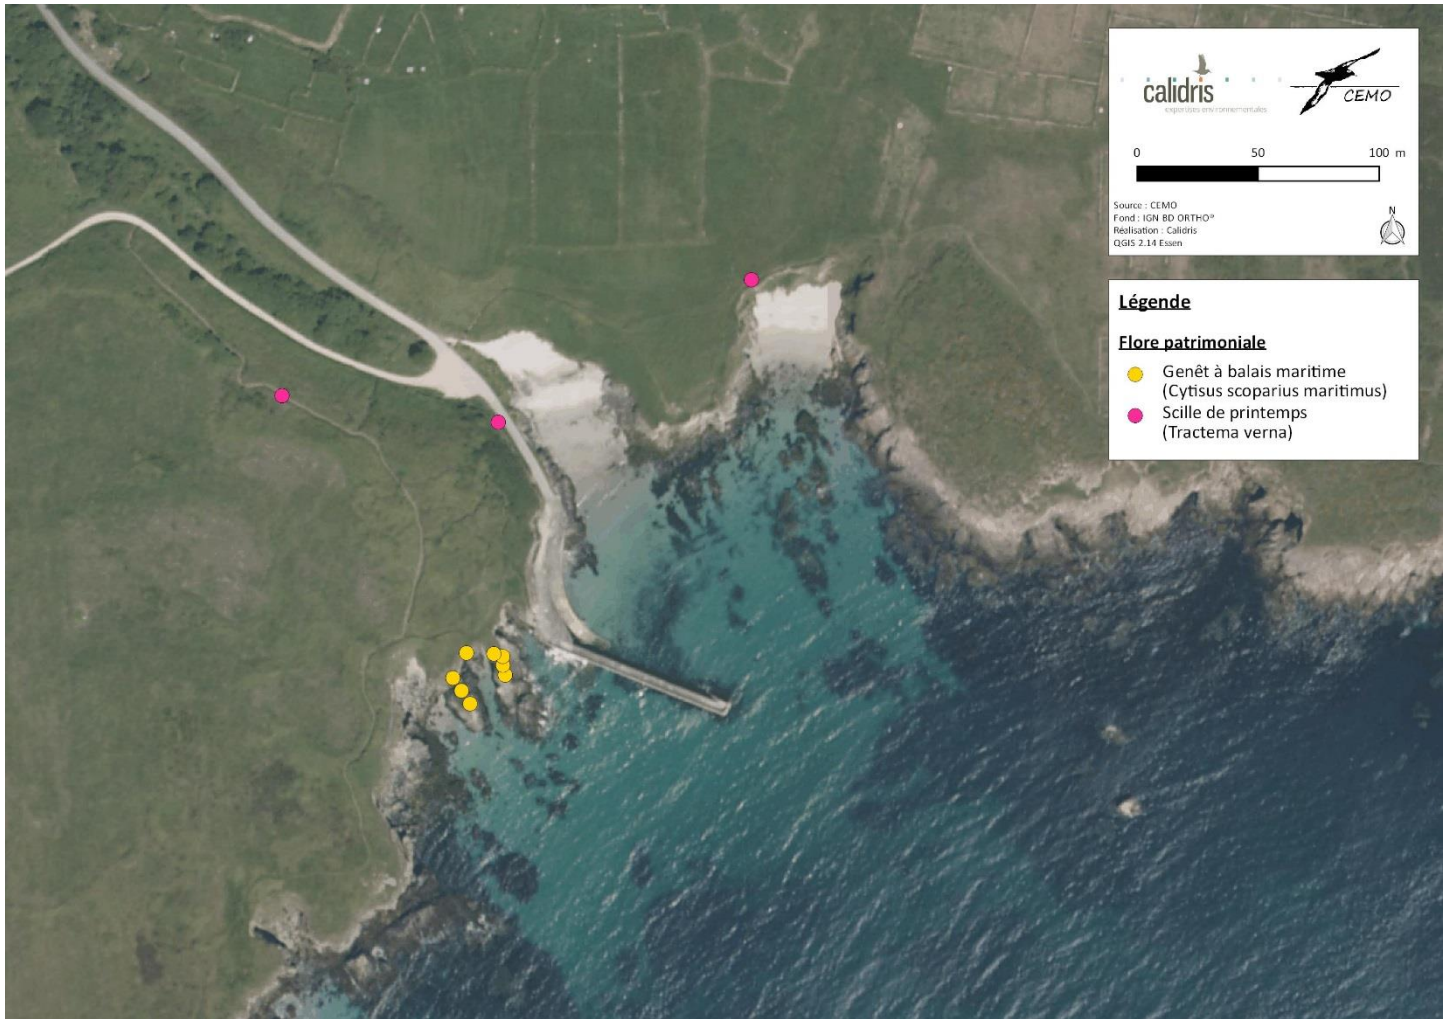 calidris
expertises environnementales
CEMO
0 50 100 m
Source : CEMO
Fond : IGN BD ORTHO®
Réalisation : Calidris
QGIS 2.14 Essen
N
Légende
Flore patrimoniale
Genêt à balais maritime
(Cytisus scoparius maritimus)
Scille de printemps
(Tractema verna)